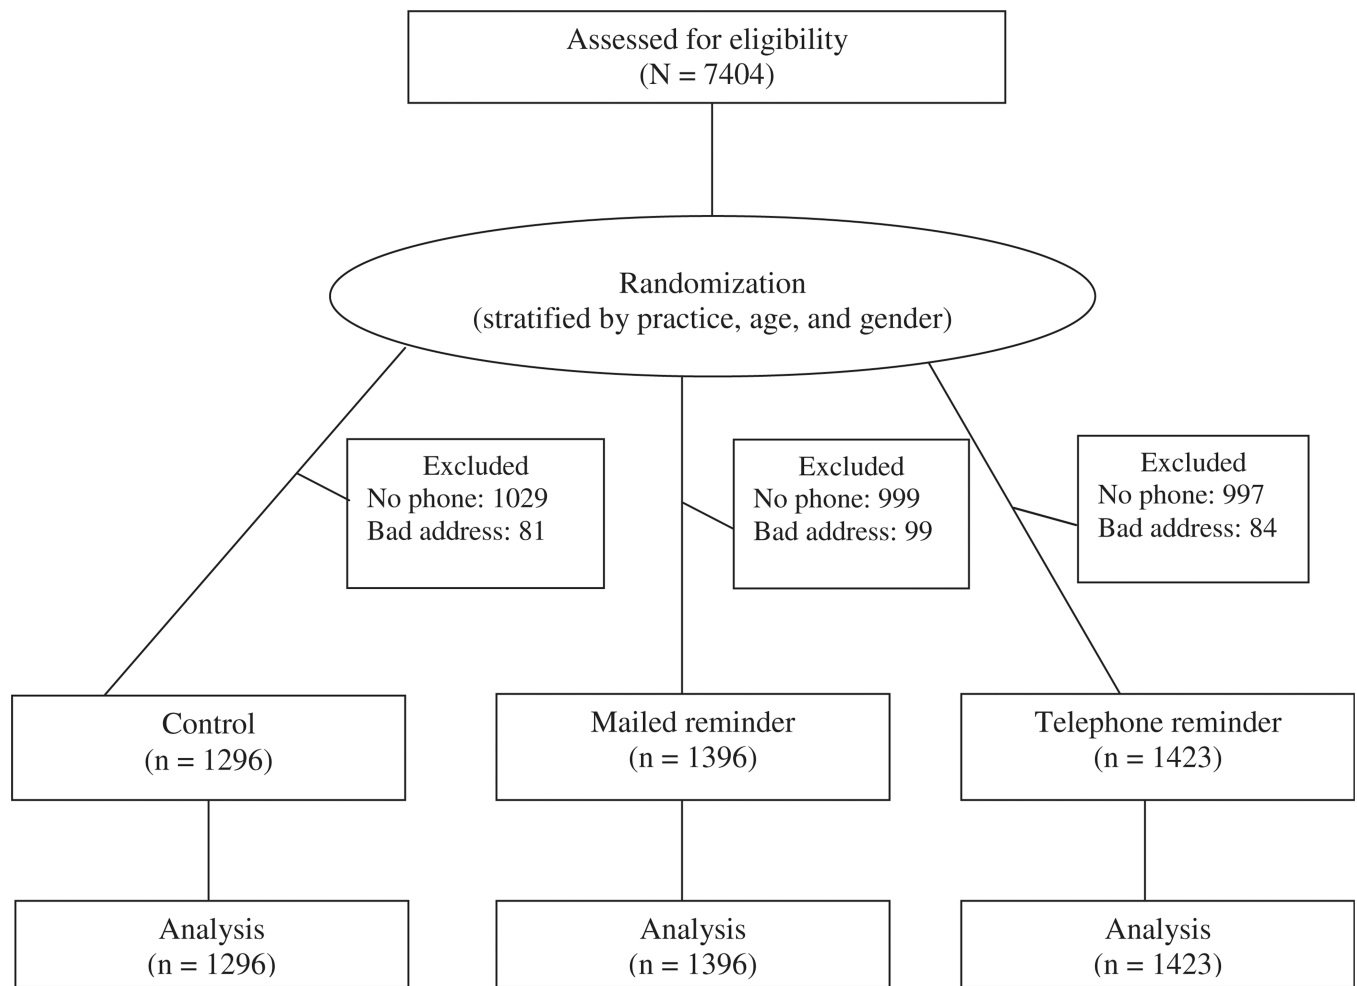 Assessed for eligibility
(N = 7404)
Randomization
(stratified by practice, age, and gender)
Excluded
No phone: 1029
Bad address: 81
Excluded
No phone: 999
Bad address: 99
Excluded
No phone: 997
Bad address: 84
Control
(n = 1296)
Mailed reminder
(n = 1396)
Telephone reminder
(n = 1423)
Analysis
(n = 1296)
Analysis
(n = 1396)
Analysis
(n = 1423)